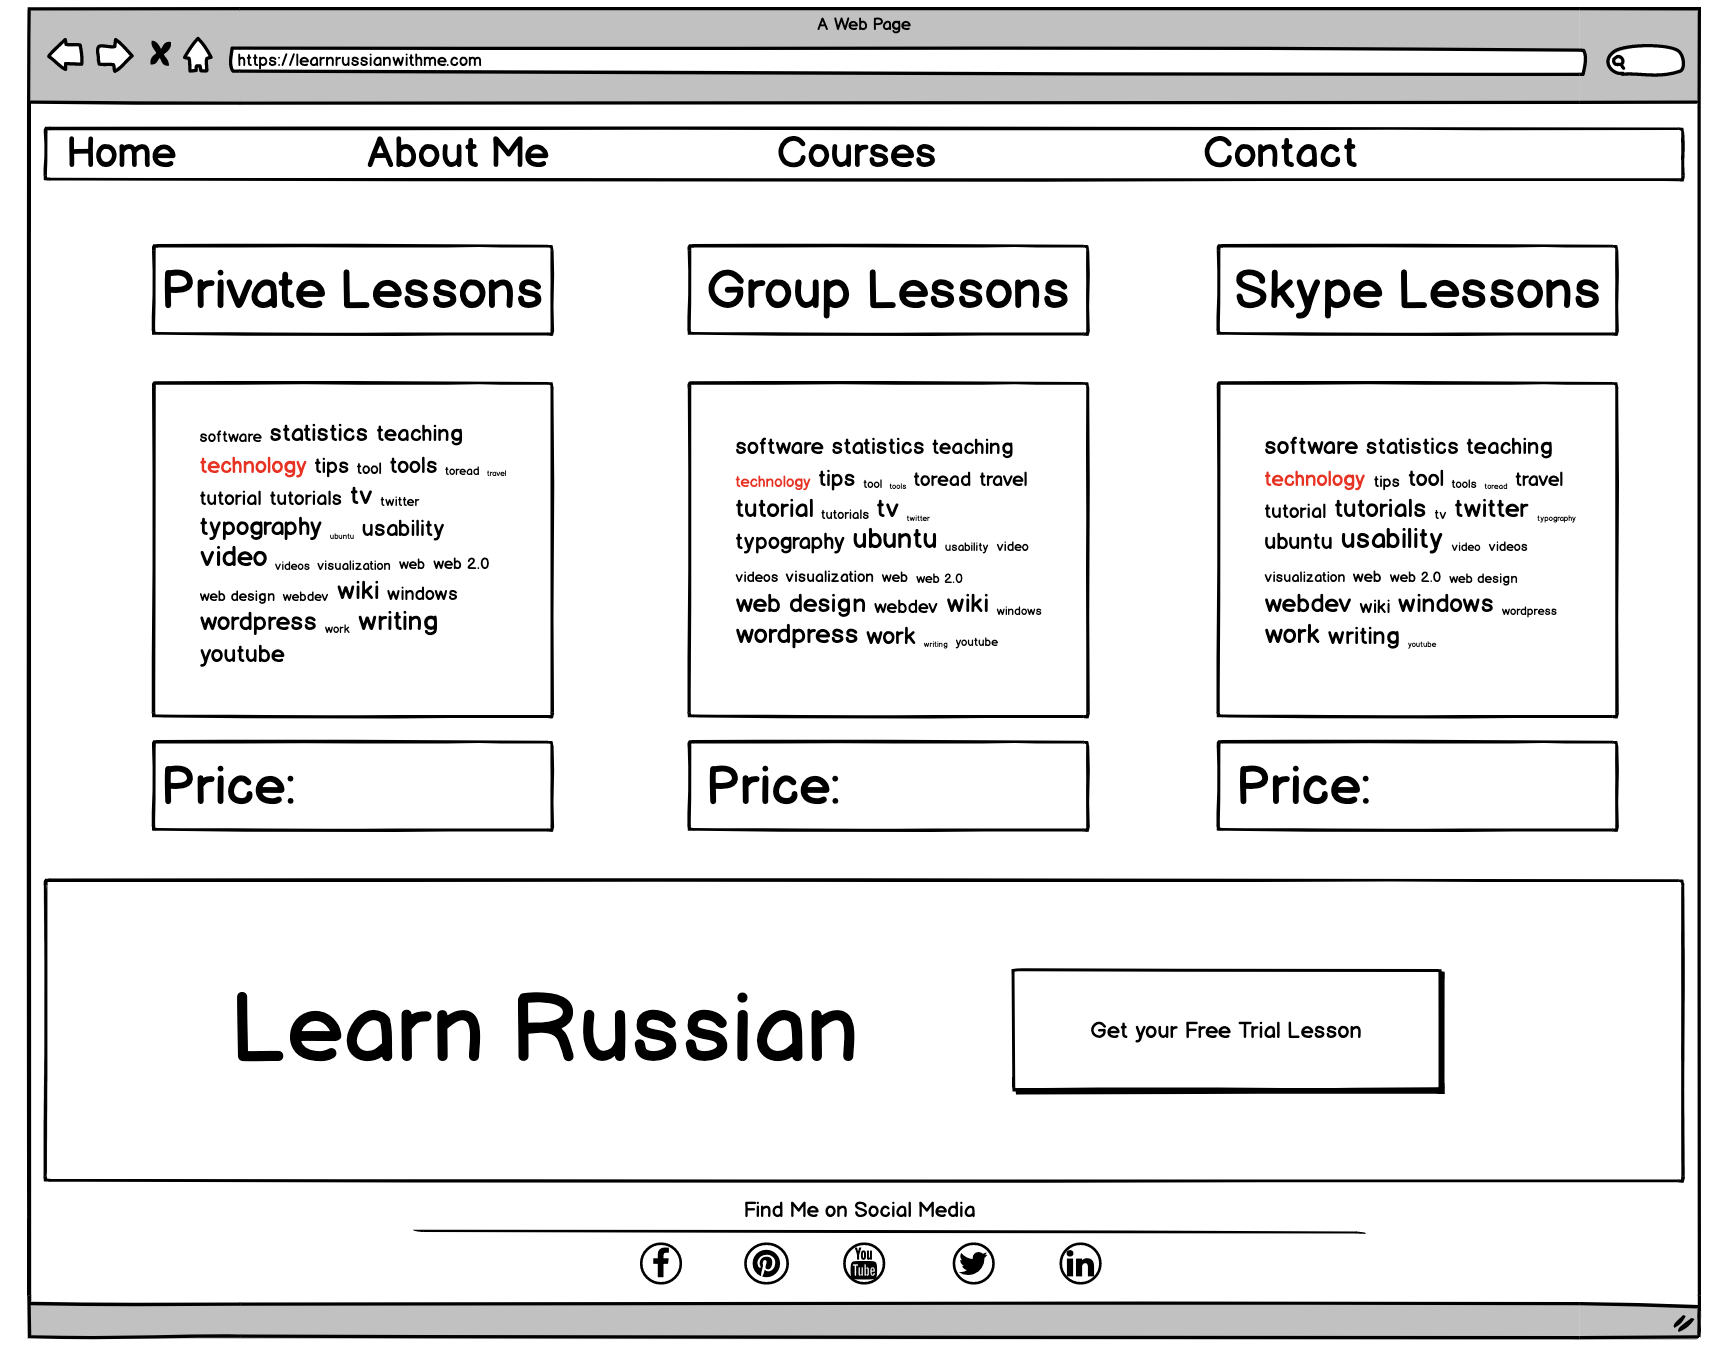 A Web Page
https://learnrussianwithme.com
Home About Me Courses Contact
Private Lessons
Group Lessons
Skype Lessons
software statistics teaching
technology tips tool tools toread travel
tutorial tutorials tv twitter
typography ubuntu usability
video videos visualization web web 2.0
web design webdev wiki windows
wordpress work writing
youtube
software statistics teaching
technology tips tool tools toread travel
tutorial tutorials tv twitter
typography ubuntu usability video
videos visualization web web 2.0
web design webdev wiki windows
wordpress work writing youtube
software statistics teaching
technology tips tool tools toread travel
tutorial tutorials tv twitter typography
ubuntu usability video videos
visualization web web 2.0 web design
webdev wiki windows wordpress
work writing youtube
Price:
Price:
Price:
Learn Russian
Get your Free Trial Lesson
Find Me on Social Media
You
Tube
in